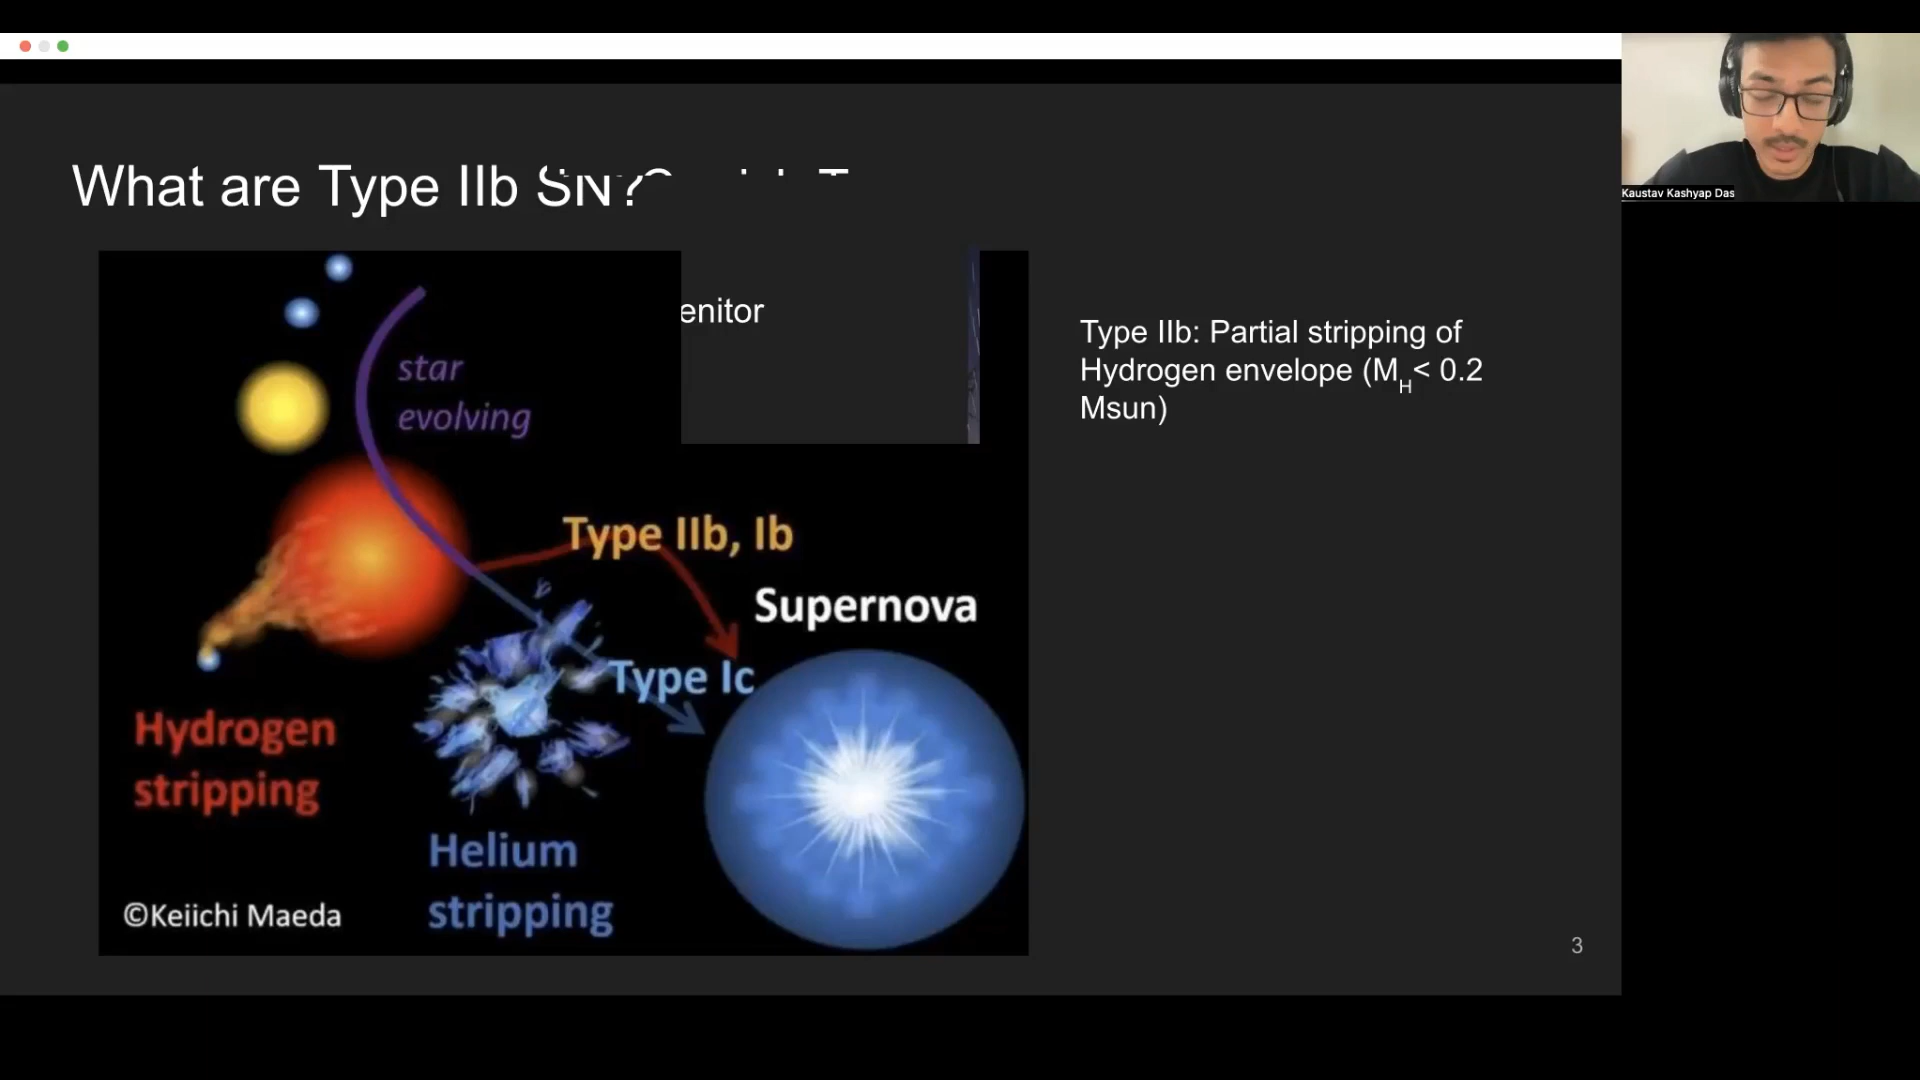 What are Type IIb SN?
enitor
star
evolving
Type IIb: Partial stripping of
Hydrogen envelope (M_H< 0.2
Msun)
Type IIb, Ib
Supernova
Type Ic
Hydrogen
stripping
Helium
stripping
©Keiichi Maeda
3
Kaustav Kashyap Das